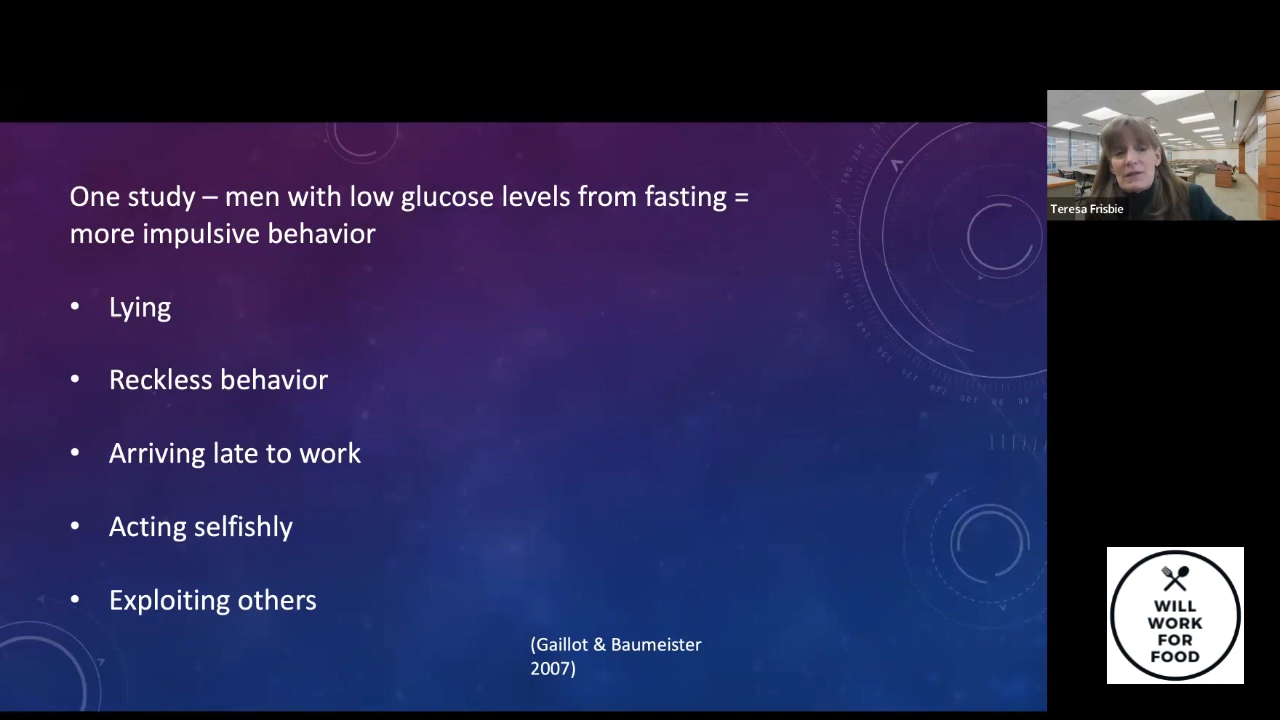 One study – men with low glucose levels from fasting =
more impulsive behavior
• Lying
• Reckless behavior
• Arriving late to work
• Acting selfishly
• Exploiting others
(Gaillot & Baumeister
2007)
Teresa Frisbie
WILL
WORK
FOR
FOOD